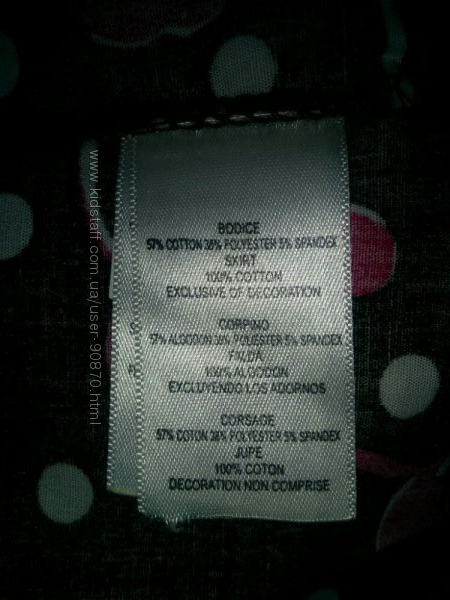 BODICE
57% COTTON 38% POLYESTER 5% SPANDEX
SKIRT
100% COTTON
EXCLUSIVE OF DECORATION
CORPINO
57% ALGODON 38% POLYESTER 5% SPANDEX
FALDA
100% ALGODON
EXCLUYENDO LOS ADORNOS
CORSAGE
57% COTON 38% POLYESTER 5% SPANDEX
JUPE
100% COTON
DECORATION NON COMPRISE
www.kidstaff.com.ua/user-90870.html